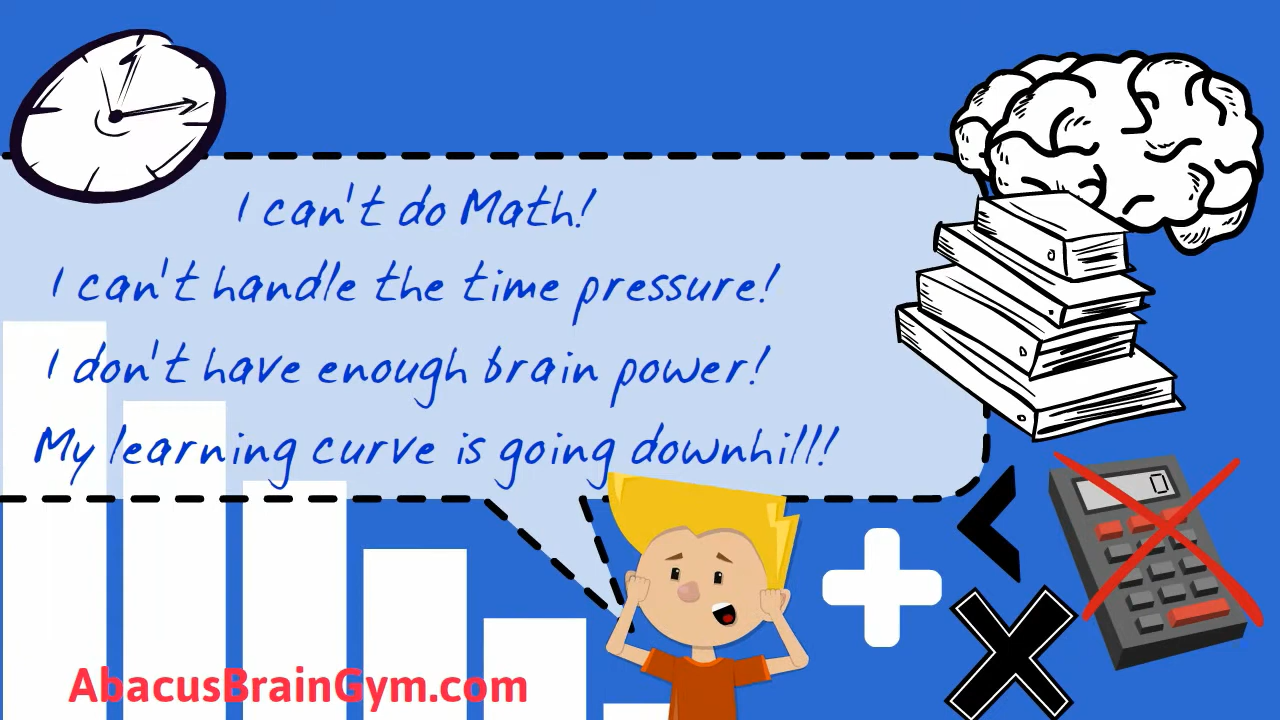 I can't do Math!
I can't handle the time pressure!
I don't have enough brain power!
My learning curve is going downhill!
0
AbacusBrainGym.com